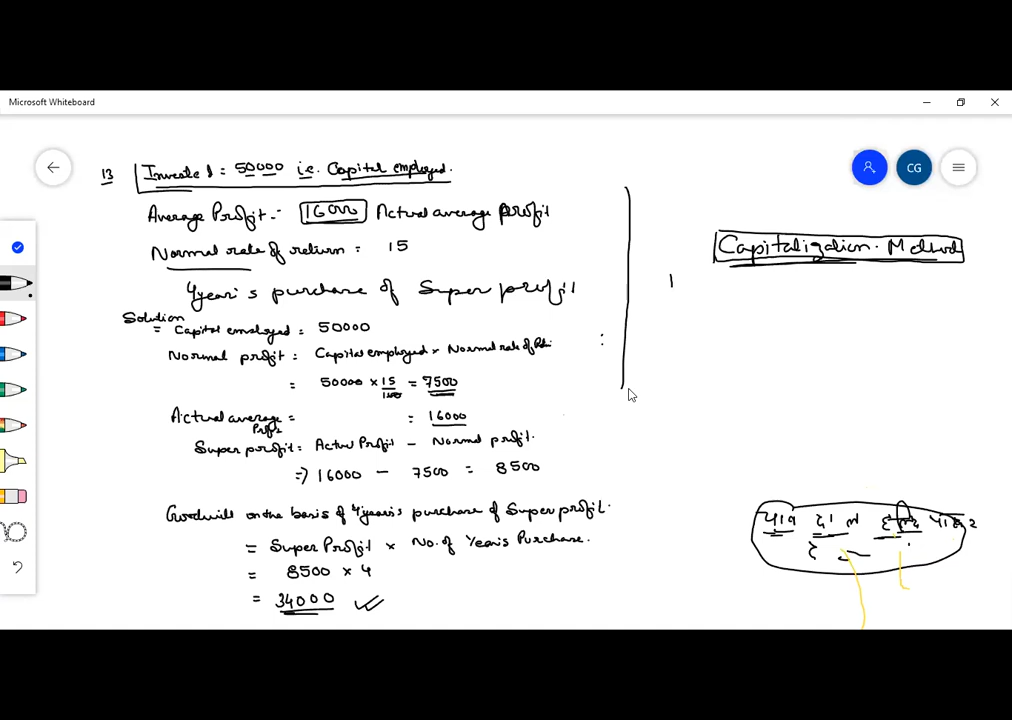 Microsoft Whiteboard
CG
13 Invested = 50000 i.e. Capital employed.
Average Profit = 16000 Actual average profit
Normal rate of return = 15
4 year's purchase of Super profit
Solution
= Capital employed = 50000
Normal profit = Capital employed × Normal rate of
= 50000 × 15/100 = 7500
Actual average Profit = = 16000
Super profit = Actual Profit - Normal profit.
=> 16000 - 7500 = 8500
Goodwill on the basis of 4 year's purchase of Super profit.
= Super Profit × No. of Year's Purchase.
= 8500 × 4
= 34000
Capitalization Method
1